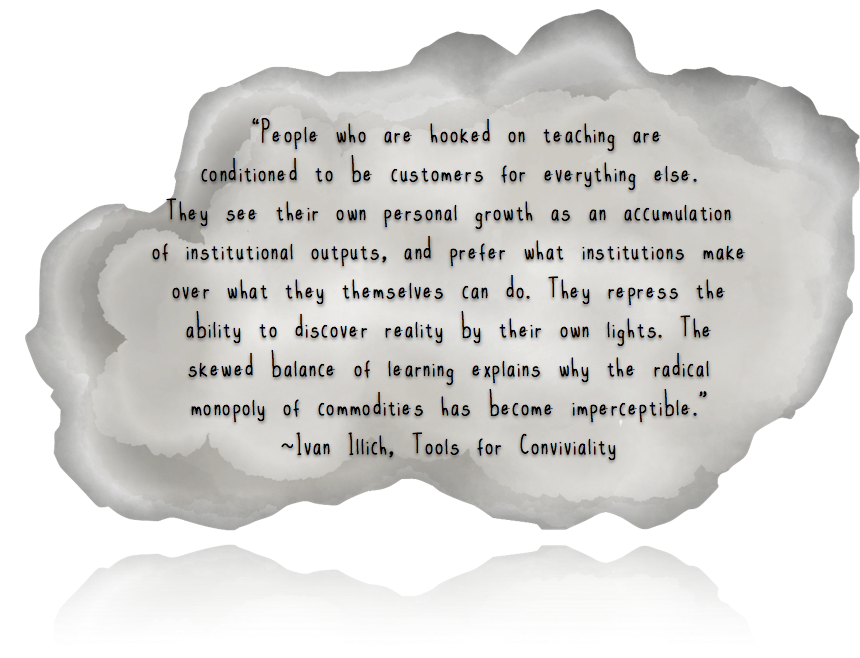 “People who are hooked on teaching are
conditioned to be customers for everything else.
They see their own personal growth as an accumulation
of institutional outputs, and prefer what institutions make
over what they themselves can do. They repress the
ability to discover reality by their own lights. The
skewed balance of learning explains why the radical
monopoly of commodities has become imperceptible.”
~Ivan Illich, Tools for Conviviality